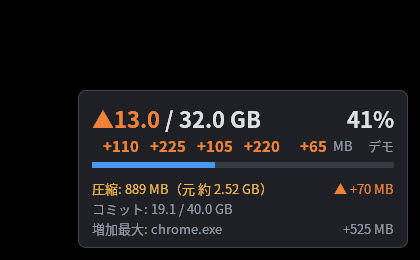 ▲13.0 / 32.0 GB 41%
+110 +225 +105 +220 +65 MB デモ
圧縮: 889 MB（元 約 2.52 GB） ▲ +70 MB
コミット: 19.1 / 40.0 GB
増加最大: chrome.exe +525 MB